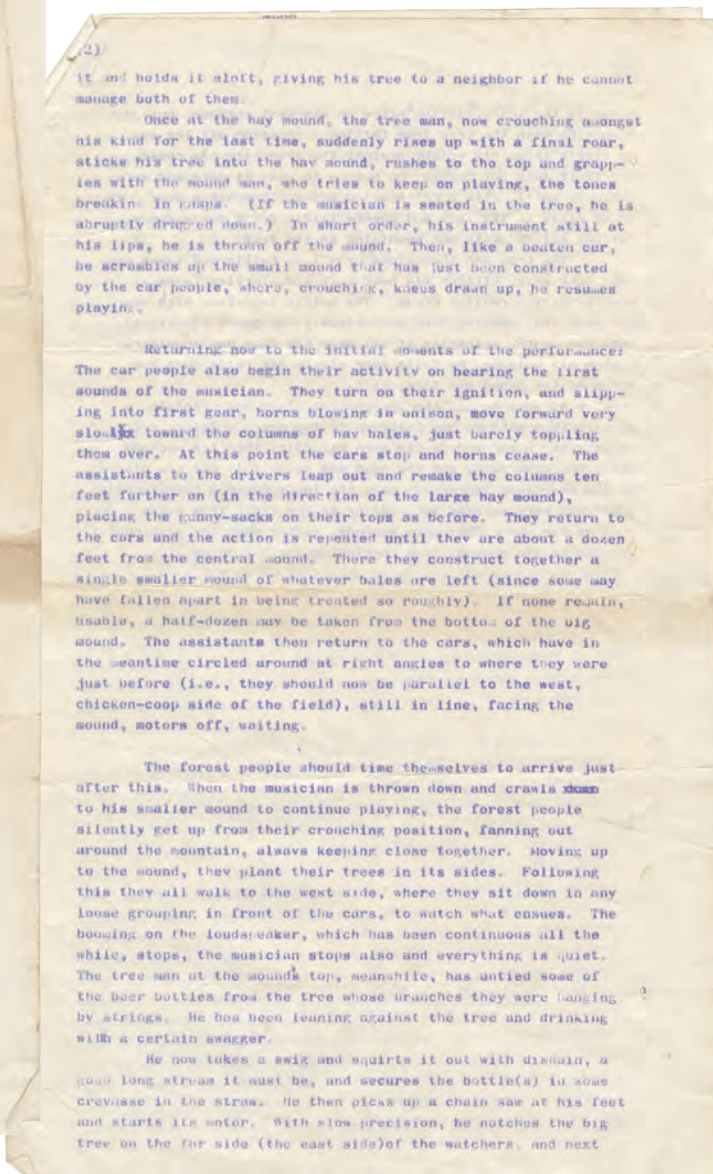 (2)
it and holds it aloft, giving his tree to a neighbor if he cannot
manage both of them.
Once at the hay mound, the tree man, now crouching amongst
his kind for the last time, suddenly rises up with a final roar,
sticks his tree into the hay mound, rushes to the top and grapp-
les with the mound man, who tries to keep on playing, the tones
breaking in gasps. (If the musician is seated in the tree, he is
abruptly dragged down.) In short order, his instrument still at
his lips, he is thrown off the mound. Then, like a beaten cur,
he scrambles up the small mound that has just been constructed
by the car people, where, crouching, knees drawn up, he resumes
playing.
Returning now to the initial moments of the performance:
The car people also begin their activity on hearing the first
sounds of the musician. They turn on their ignition, and slipp-
ing into first gear, horns blowing in unison, move forward very
slowly toward the columns of hay bales, just barely toppling
them over. At this point the cars stop and horns cease. The
assistants to the drivers leap out and remake the columns ten
feet further on (in the direction of the large hay mound),
placing the gunny-sacks on their tops as before. They return to
the cars and the action is repeated until they are about a dozen
feet from the central mound. There they construct together a
single smaller mound of whatever bales are left (since some may
have fallen apart in being treated so roughly). If none remain,
usable, a half-dozen may be taken from the bottom of the big
mound. The assistants then return to the cars, which have in
the meantime circled around at right angles to where they were
just before (i.e., they should now be parallel to the west,
chicken-coop side of the field), still in line, facing the
mound, motors off, waiting.
The forest people should time themselves to arrive just
after this. When the musician is thrown down and crawls
to his smaller mound to continue playing, the forest people
silently get up from their crouching position, fanning out
around the mountain, always keeping close together. Moving up
to the mound, they plant their trees in its sides. Following
this they all walk to the west side, where they sit down in any
loose grouping in front of the cars, to watch what ensues. The
booming on the loudspeaker, which has been continuous all the
while, stops, the musician stops also and everything is quiet.
The tree man at the mound's top, meanwhile, has untied some of
the beer bottles from the tree whose branches they were hanging
by strings. He has been leaning against the tree and drinking
with a certain swagger.
He now takes a swig and squirts it out with disdain, a
good long stream it must be, and secures the bottle(s) in some
crevasse in the straw. He then picks up a chain saw at his feet
and starts its motor. With slow precision, he notches the big
tree on the far side (the east side)of the watchers, and next